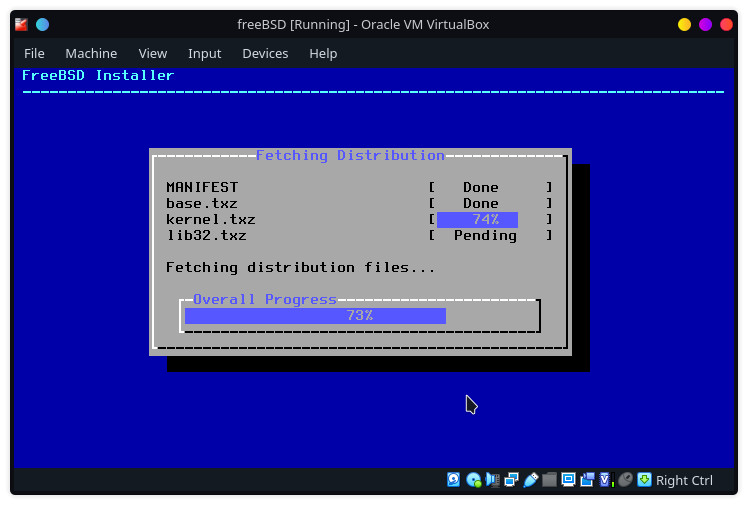 freeBSD [Running] - Oracle VM VirtualBox
File Machine View Input Devices Help
FreeBSD Installer
Fetching Distribution
MANIFEST [ Done ]
base.txz [ Done ]
kernel.txz [ 74% ]
lib32.txz [ Pending ]
Fetching distribution files...
Overall Progress
73%
Right Ctrl